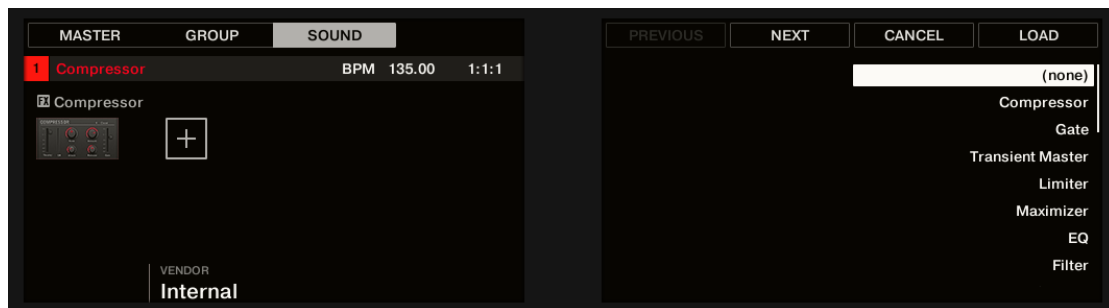 MASTER GROUP SOUND
1 Compressor BPM 135.00 1:1:1
FX Compressor
VENDOR
Internal
PREVIOUS NEXT CANCEL LOAD
(none)
Compressor
Gate
Transient Master
Limiter
Maximizer
EQ
Filter